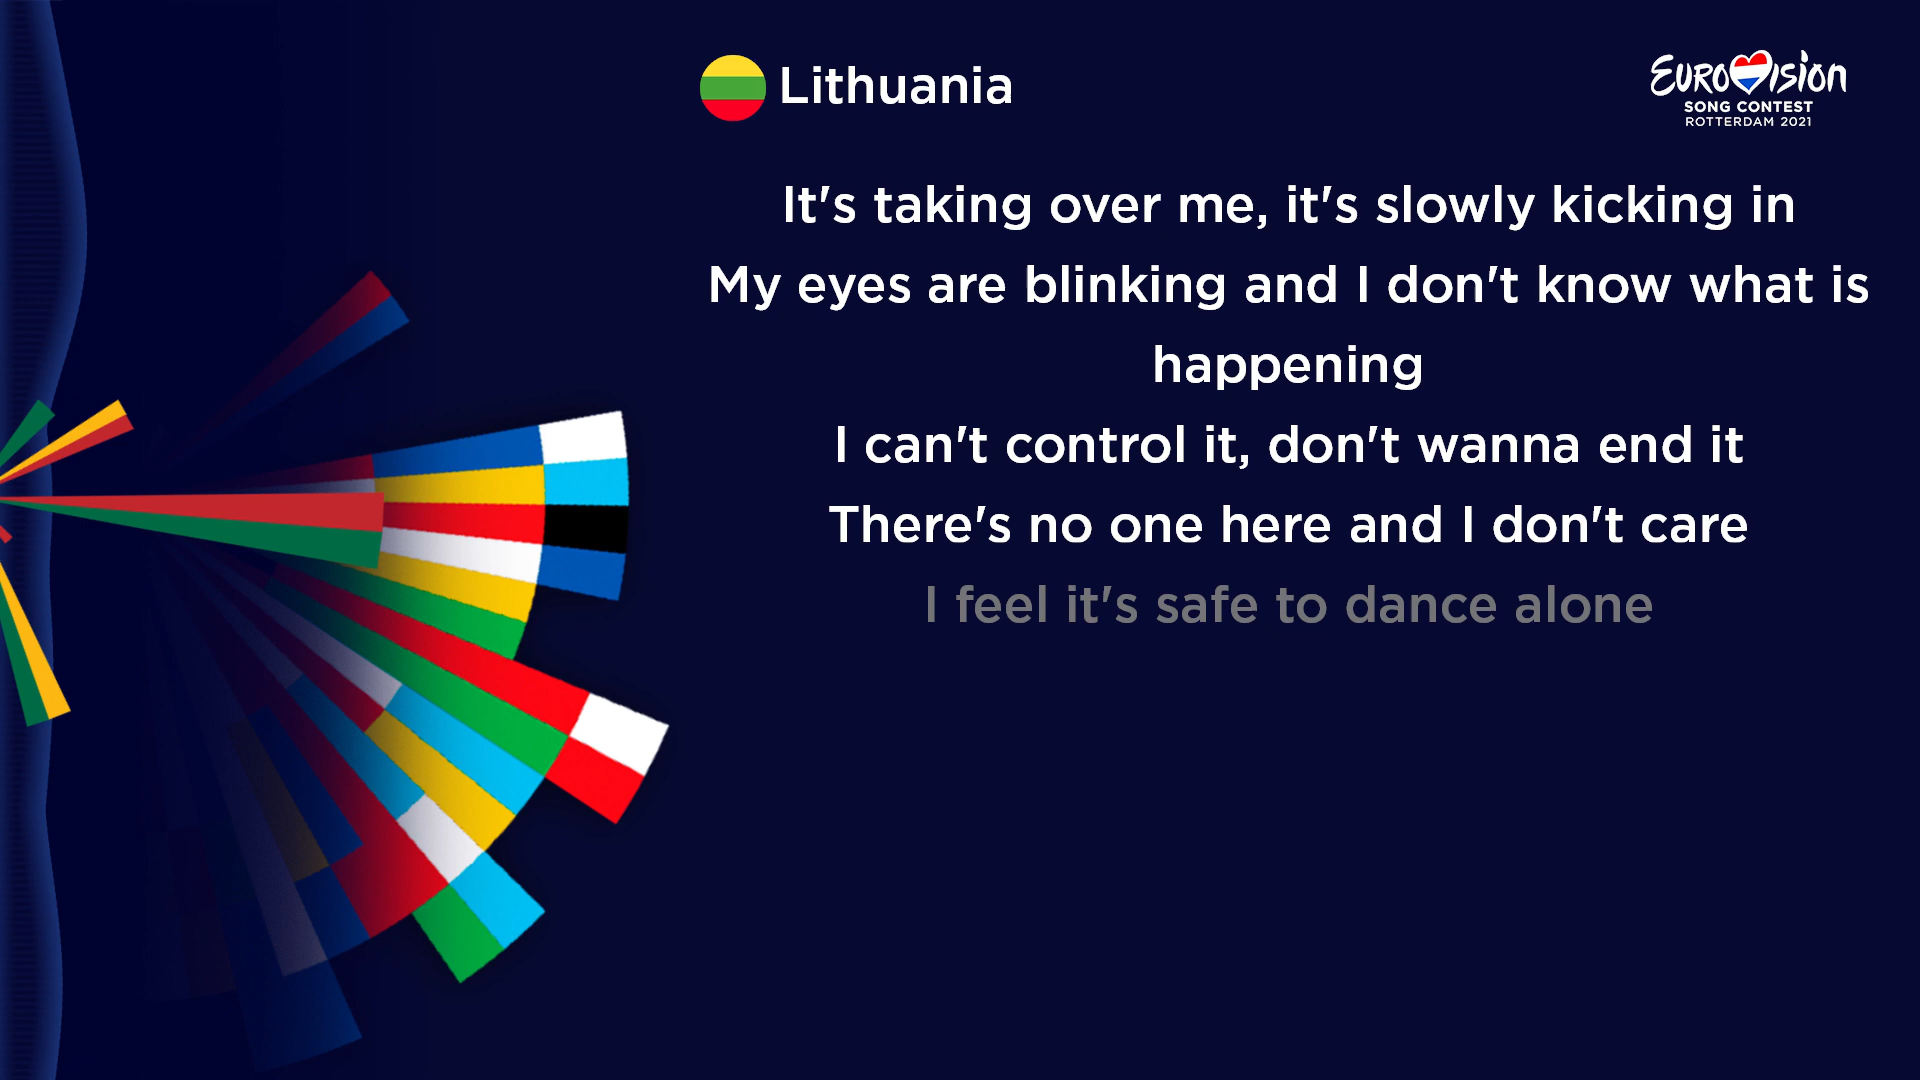 Lithuania
EUROVISION
SONG CONTEST
ROTTERDAM 2021
It's taking over me, it's slowly kicking in
My eyes are blinking and I don't know what is
happening
I can't control it, don't wanna end it
There's no one here and I don't care
I feel it's safe to dance alone